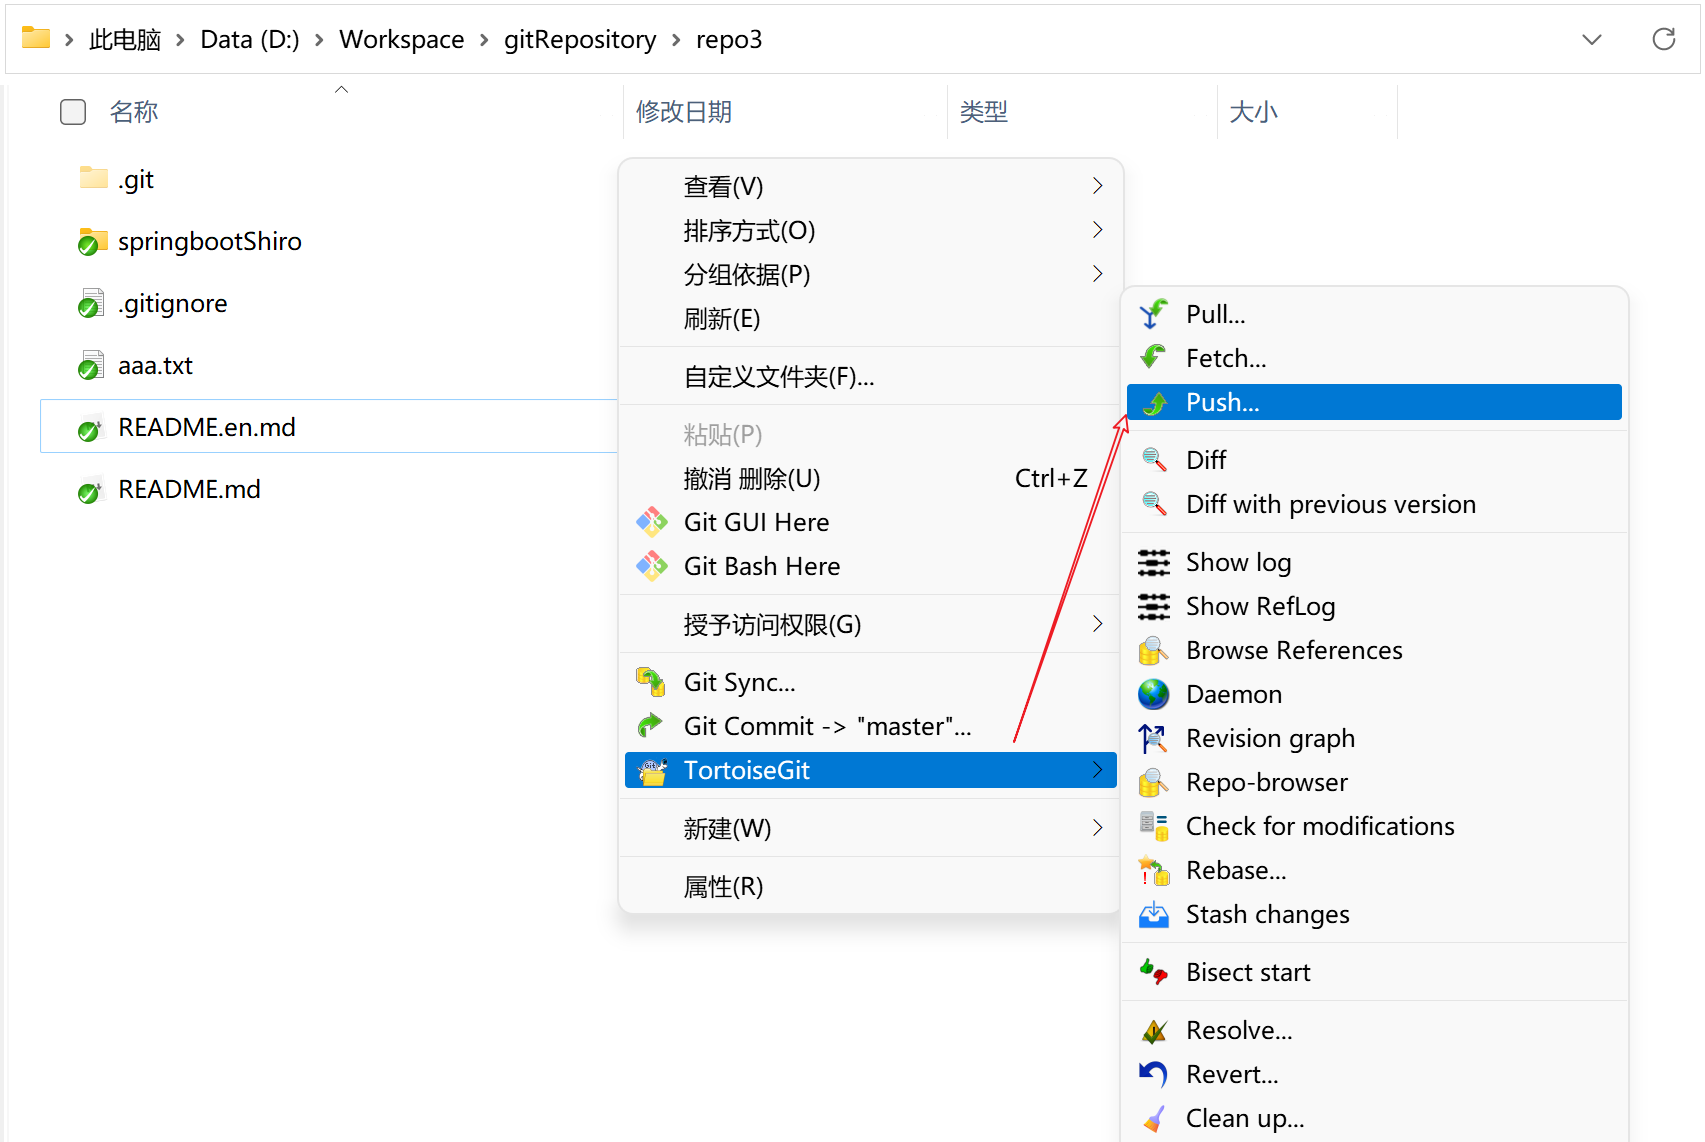 此电脑 Data (D:) Workspace gitRepository repo3
名称 修改日期 类型 大小
.git
springbootShiro
.gitignore
aaa.txt
README.en.md
README.md
查看(V)
排序方式(O)
分组依据(P)
刷新(E)
自定义文件夹(F)...
粘贴(P)
撤消 删除(U) Ctrl+Z
Git GUI Here
Git Bash Here
授予访问权限(G)
Git Sync...
Git Commit -> "master"...
TortoiseGit
新建(W)
属性(R)
Pull...
Fetch...
Push...
Diff
Diff with previous version
Show log
Show RefLog
Browse References
Daemon
Revision graph
Repo-browser
Check for modifications
Rebase...
Stash changes
Bisect start
Resolve...
Revert...
Clean up...